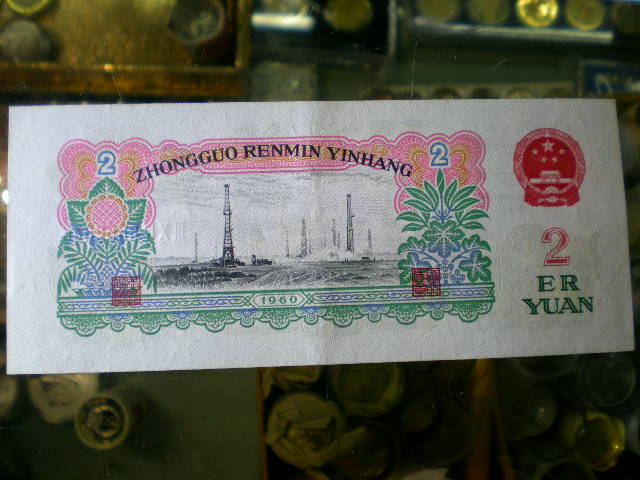 2
ZHONGGUO RENMIN YINHANG
2
1960
2
ER
YUAN